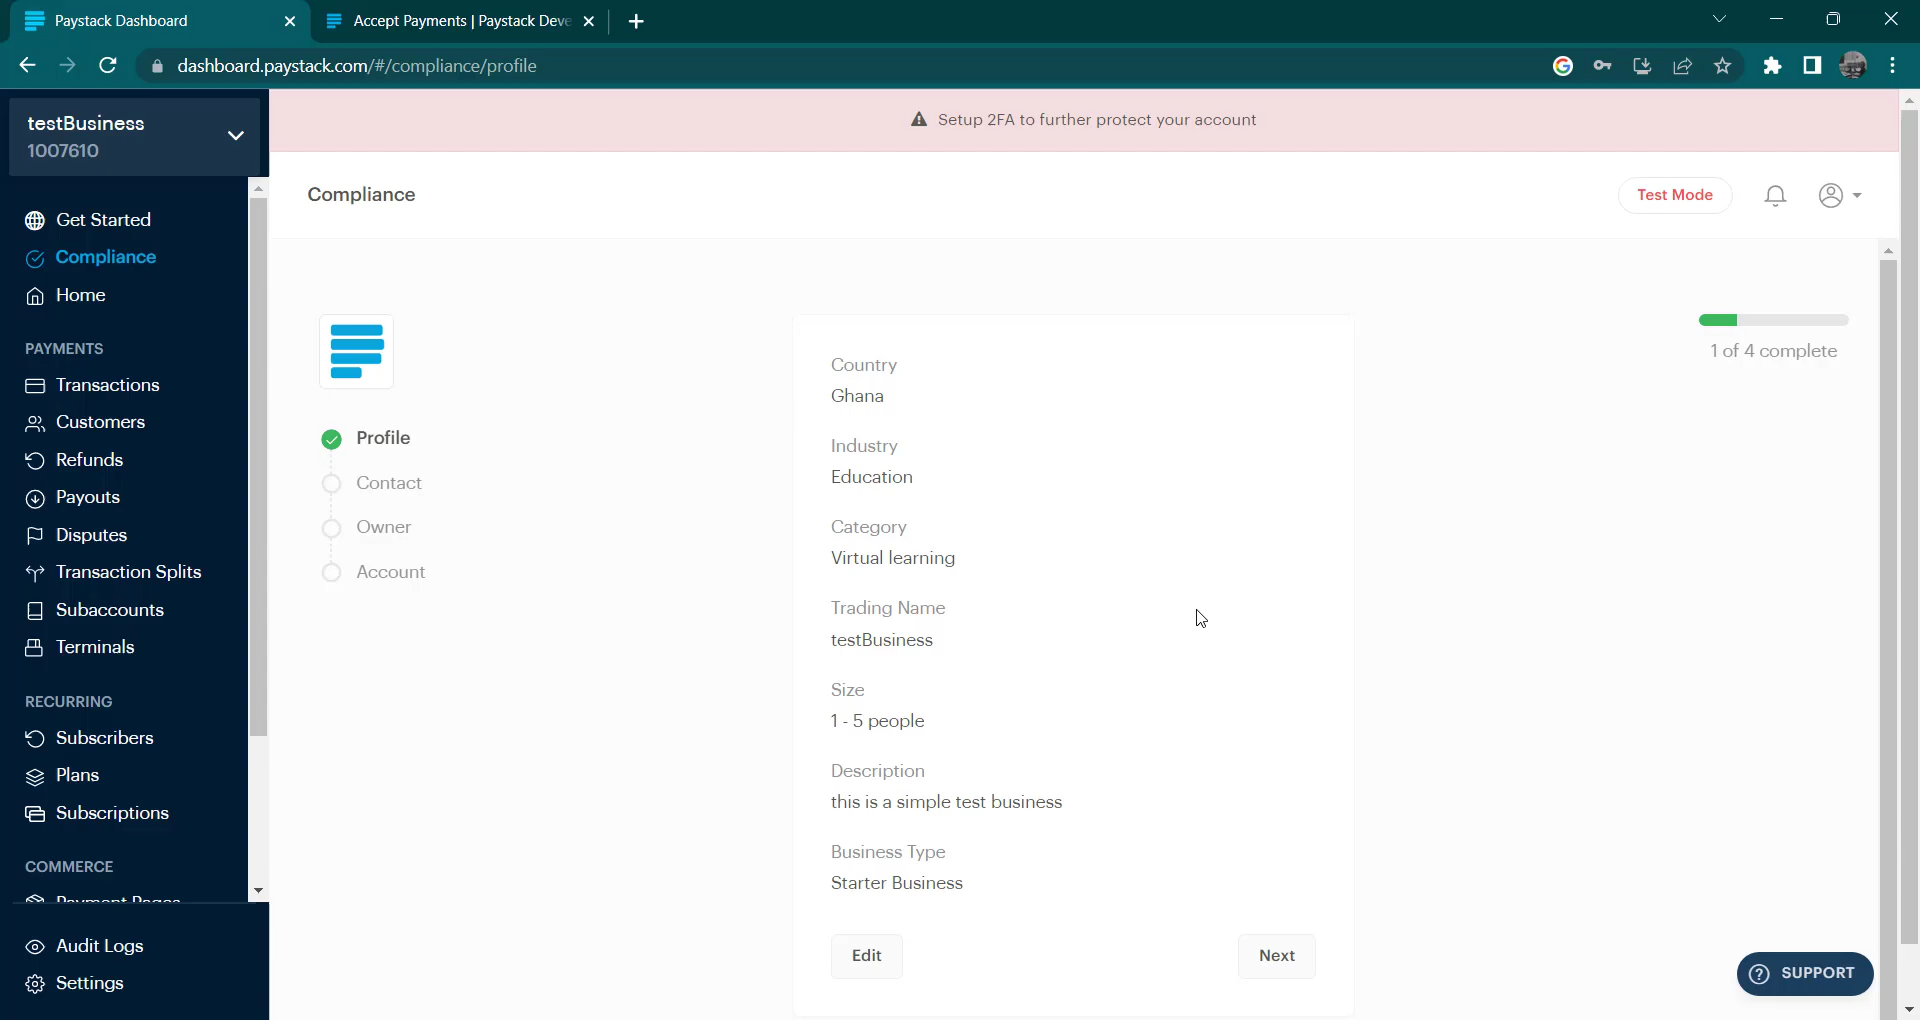 Paystack Dashboard
Accept Payments | Paystack Deve
dashboard.paystack.com/#/compliance/profile
testBusiness
1007610
Setup 2FA to further protect your account
Compliance
Test Mode
Get Started
Compliance
Home
PAYMENTS
Transactions
Customers
Refunds
Payouts
Disputes
Transaction Splits
Subaccounts
Terminals
RECURRING
Subscribers
Plans
Subscriptions
COMMERCE
Payment Pages
Audit Logs
Settings
Profile
Contact
Owner
Account
Country
Ghana
Industry
Education
Category
Virtual learning
Trading Name
testBusiness
Size
1 - 5 people
Description
this is a simple test business
Business Type
Starter Business
Edit
Next
1 of 4 complete
SUPPORT